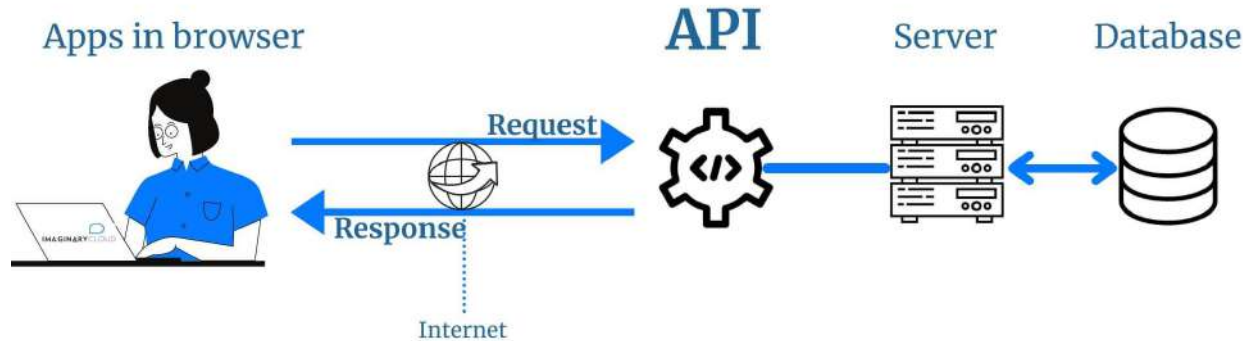 Apps in browser
API
Server
Database
Request
</>
Response
IMAGINARYCLOUD
Internet